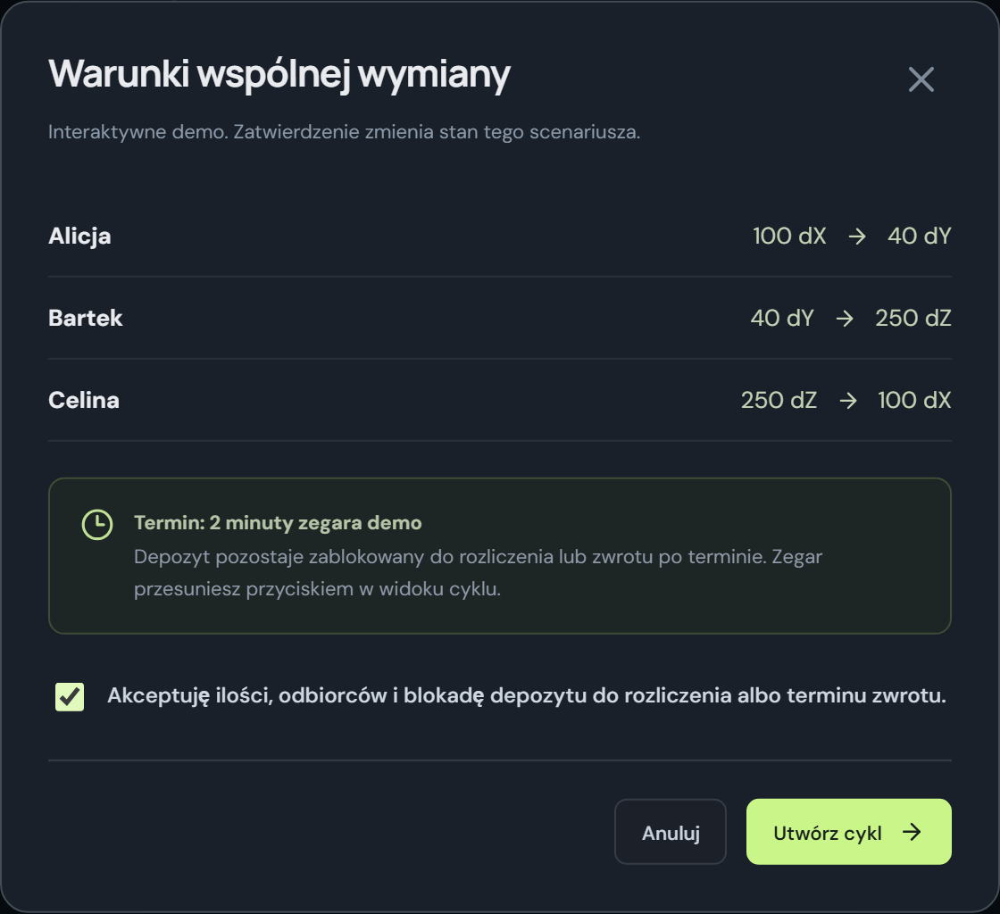 Warunki wspólnej wymiany
Interaktywne demo. Zatwierdzenie zmienia stan tego scenariusza.
Alicja 100 dX → 40 dY
Bartek 40 dY → 250 dZ
Celina 250 dZ → 100 dX
Termin: 2 minuty zegara demo
Depozyt pozostaje zablokowany do rozliczenia lub zwrotu po terminie. Zegar
przesuniesz przyciskiem w widoku cyklu.
Akceptuję ilości, odbiorców i blokadę depozytu do rozliczenia albo terminu zwrotu.
Anuluj Utwórz cykl →